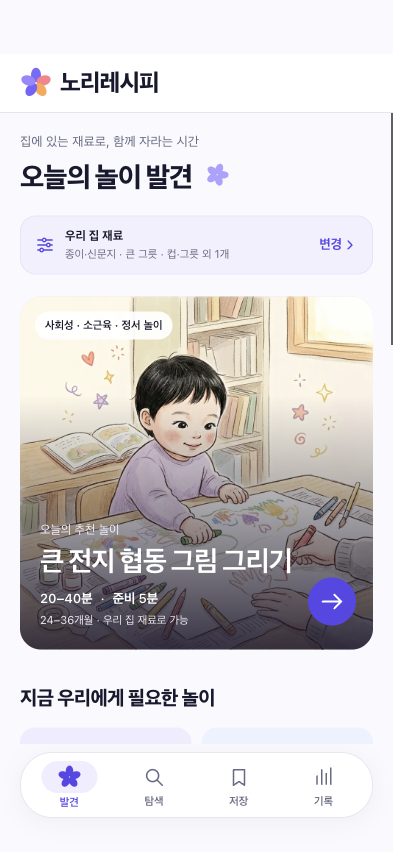 노리레시피
집에 있는 재료로, 함께 자라는 시간
오늘의 놀이 발견
우리 집 재료
종이·신문지 · 큰 그릇 · 컵·그릇 외 1개
변경
사회성 · 소근육 · 정서 놀이
오늘의 추천 놀이
큰 전지 협동 그림 그리기
20–40분 · 준비 5분
24–36개월 · 우리 집 재료로 가능
지금 우리에게 필요한 놀이
발견
탐색
저장
기록